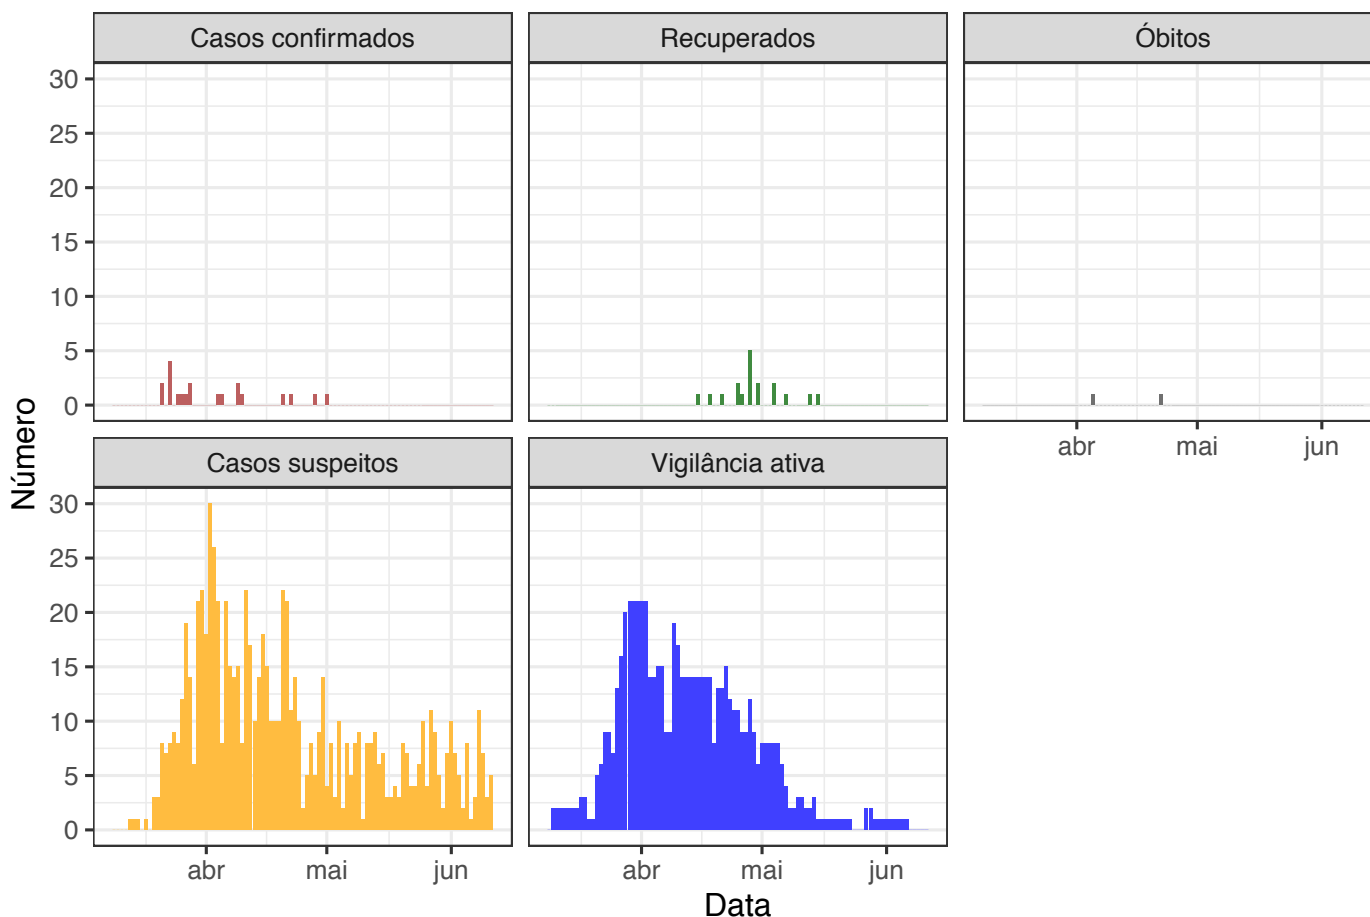 Casos confirmados
Recuperados
Óbitos
30
25
20
15
10
5
0
abr mai jun
Número
Casos suspeitos
Vigilância ativa
30
25
20
15
10
5
0
abr mai jun
abr mai jun
Data